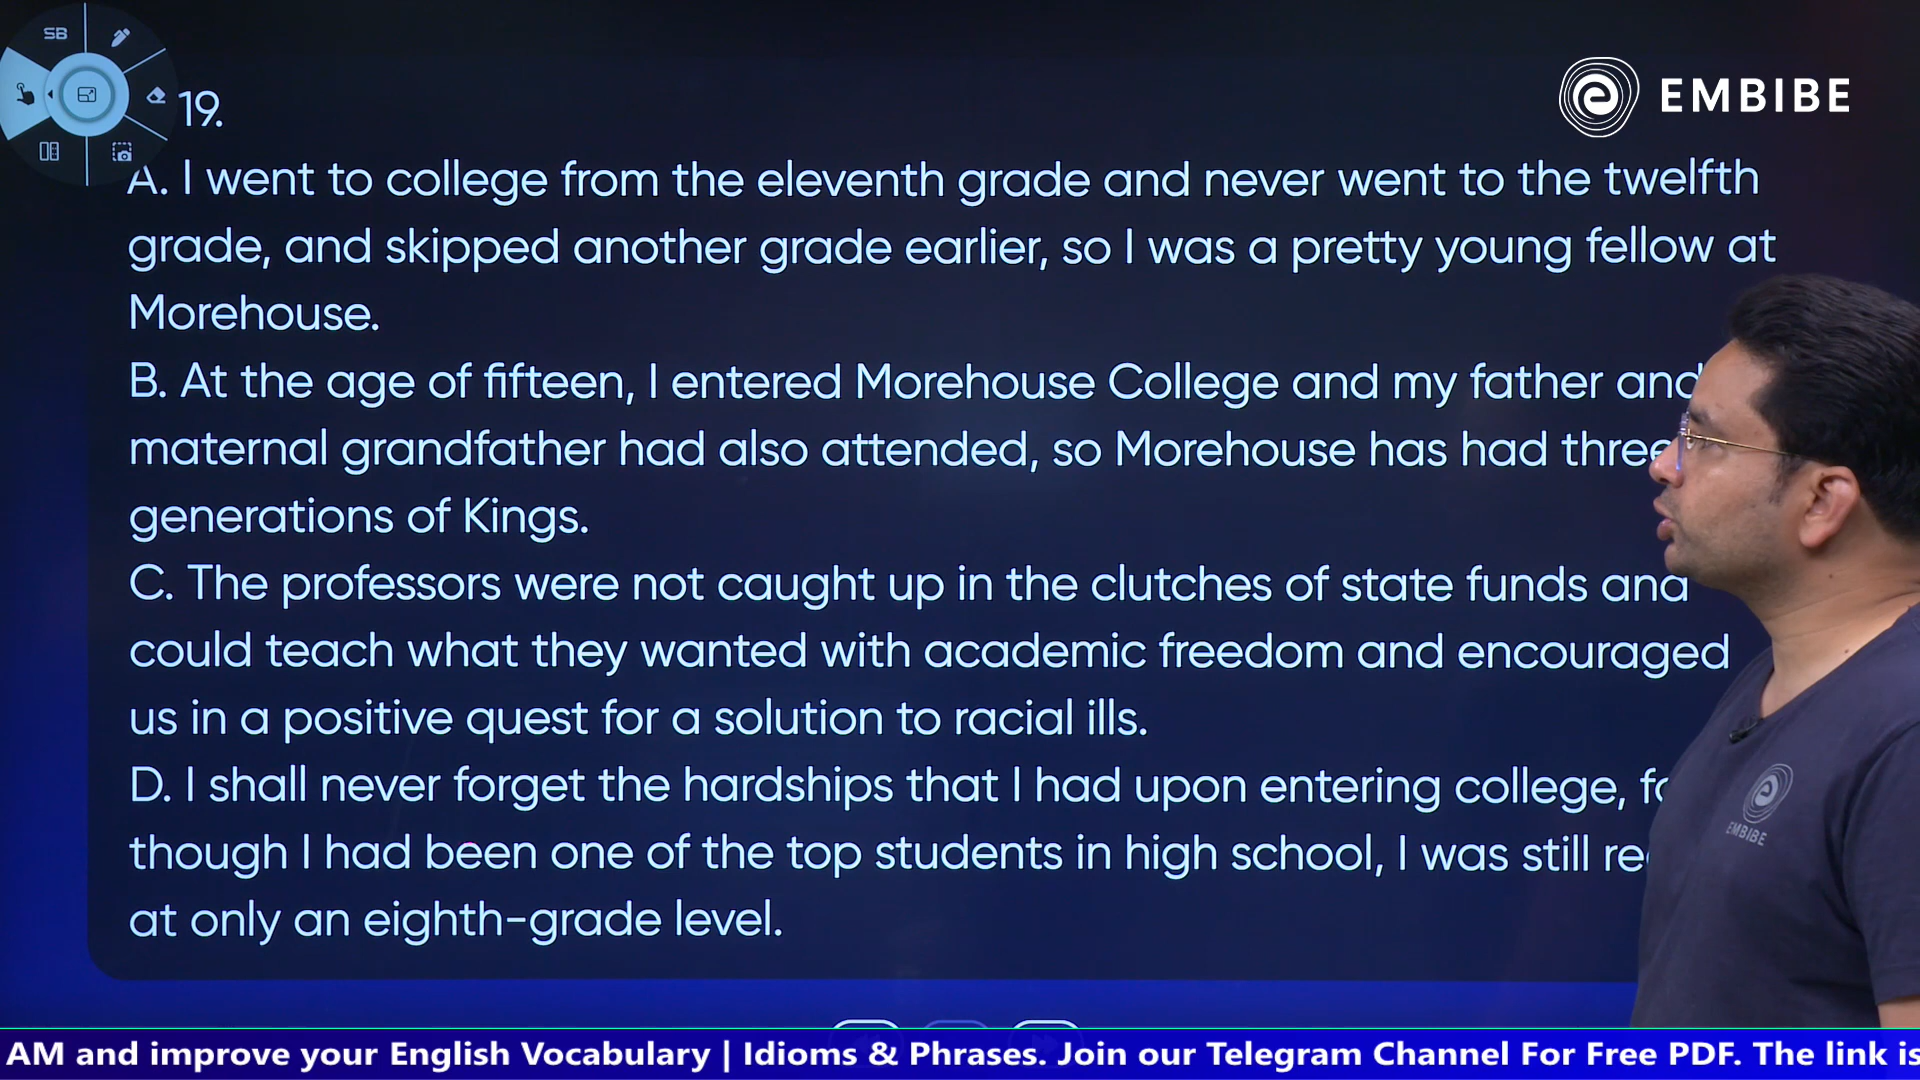 SB
19.
EMBIBE
A. I went to college from the eleventh grade and never went to the twelfth
grade, and skipped another grade earlier, so I was a pretty young fellow at
Morehouse.
B. At the age of fifteen, I entered Morehouse College and my father and
maternal grandfather had also attended, so Morehouse has had three
generations of Kings.
C. The professors were not caught up in the clutches of state funds and
could teach what they wanted with academic freedom and encouraged
us in a positive quest for a solution to racial ills.
D. I shall never forget the hardships that I had upon entering college,
though I had been one of the top students in high school, I was still
at only an eighth-grade level.
EMBIBE
AM and improve your English Vocabulary | Idioms & Phrases. Join our Telegram Channel For Free PDF. The link is